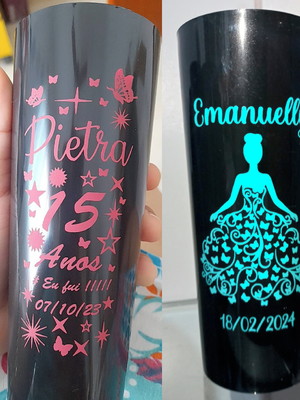 Pietra
15
Anos
# Eu fui !!!!!
07/10/23
Emanuelly
18/02/2024